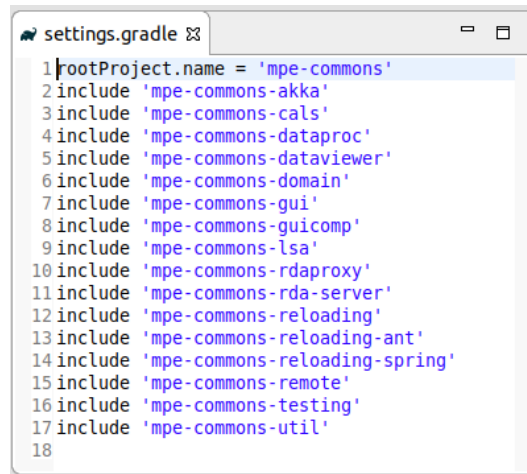 settings.gradle
1 rootProject.name = 'mpe-commons'
2 include 'mpe-commons-akka'
3 include 'mpe-commons-cals'
4 include 'mpe-commons-dataproc'
5 include 'mpe-commons-dataviewer'
6 include 'mpe-commons-domain'
7 include 'mpe-commons-gui'
8 include 'mpe-commons-guicomp'
9 include 'mpe-commons-lsa'
10 include 'mpe-commons-rdaproxy'
11 include 'mpe-commons-rda-server'
12 include 'mpe-commons-reloading'
13 include 'mpe-commons-reloading-ant'
14 include 'mpe-commons-reloading-spring'
15 include 'mpe-commons-remote'
16 include 'mpe-commons-testing'
17 include 'mpe-commons-util'
18